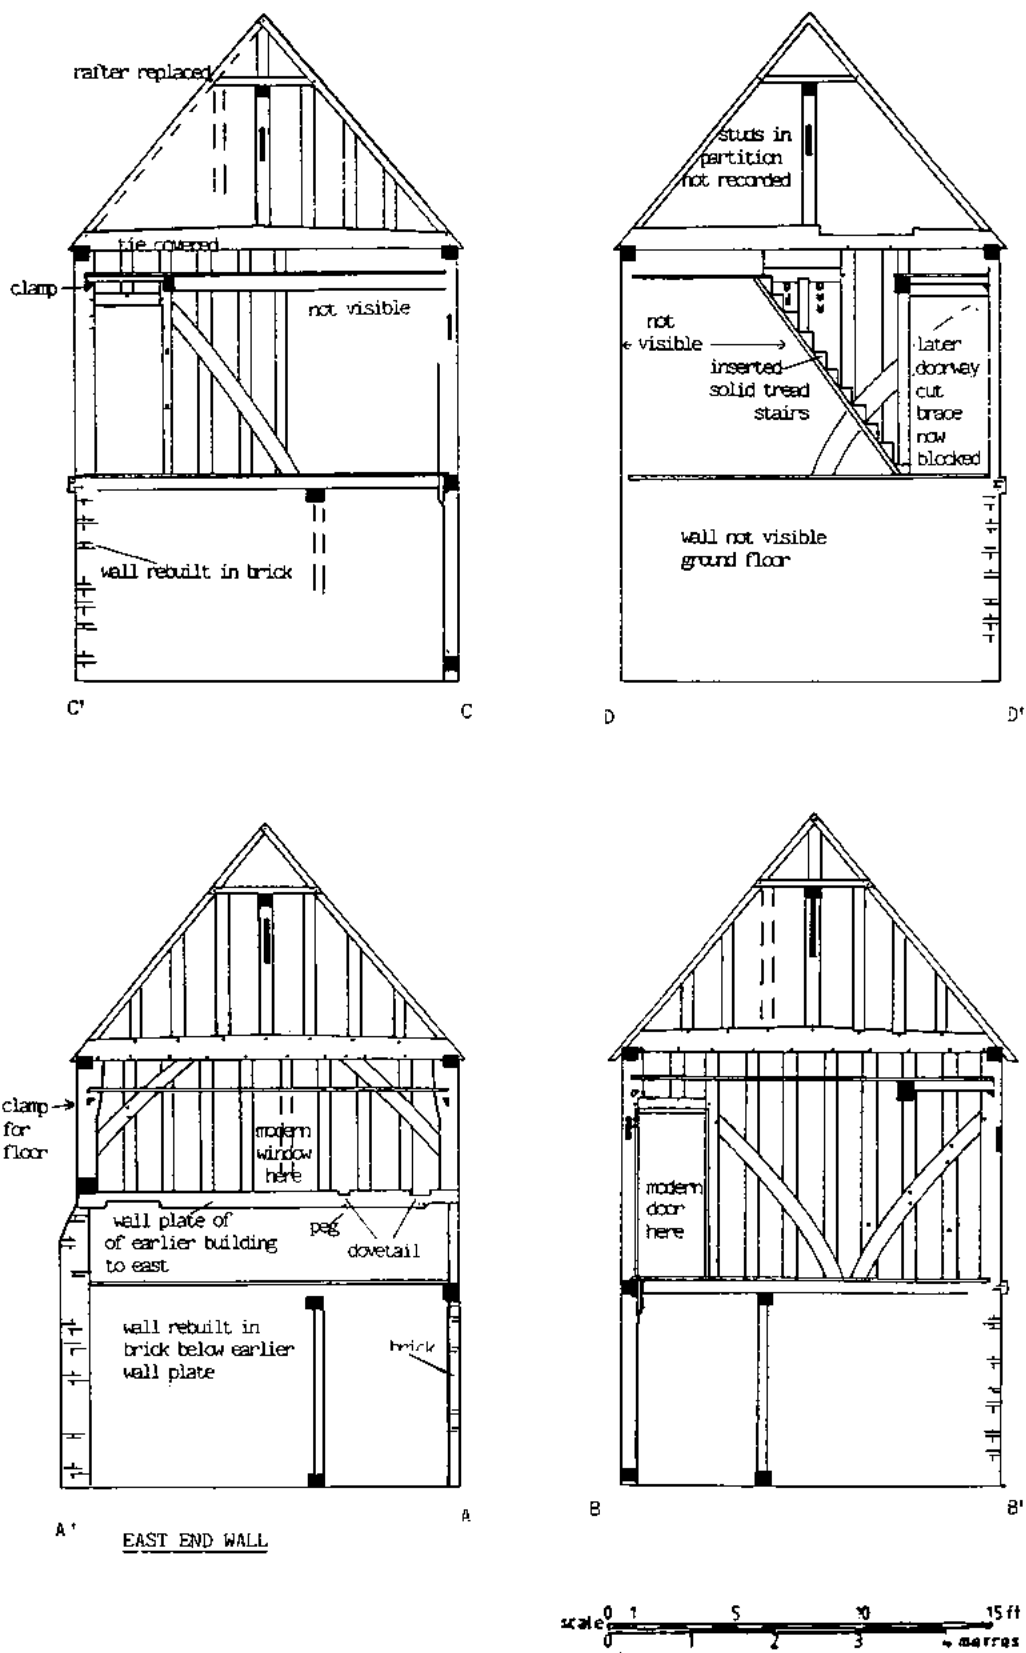 rafter replaced
tie covered
clamp
not visible
wall rebuilt in brick
C'
C
studs in
partition
not recorded
not
visible
inserted
solid tread
stairs
later
doorway
cut
brace
now
blocked
wall not visible
ground floor
D
D'
clamp
for
floor
modern
window
here
wall plate of
of earlier building
to east
peg
dovetail
wall rebuilt in
brick below earlier
wall plate
brick
A'
A
EAST END WALL
modern
door
here
B
B'
scale
0 1 5 10 15 ft
0 1 2 3 4 metres